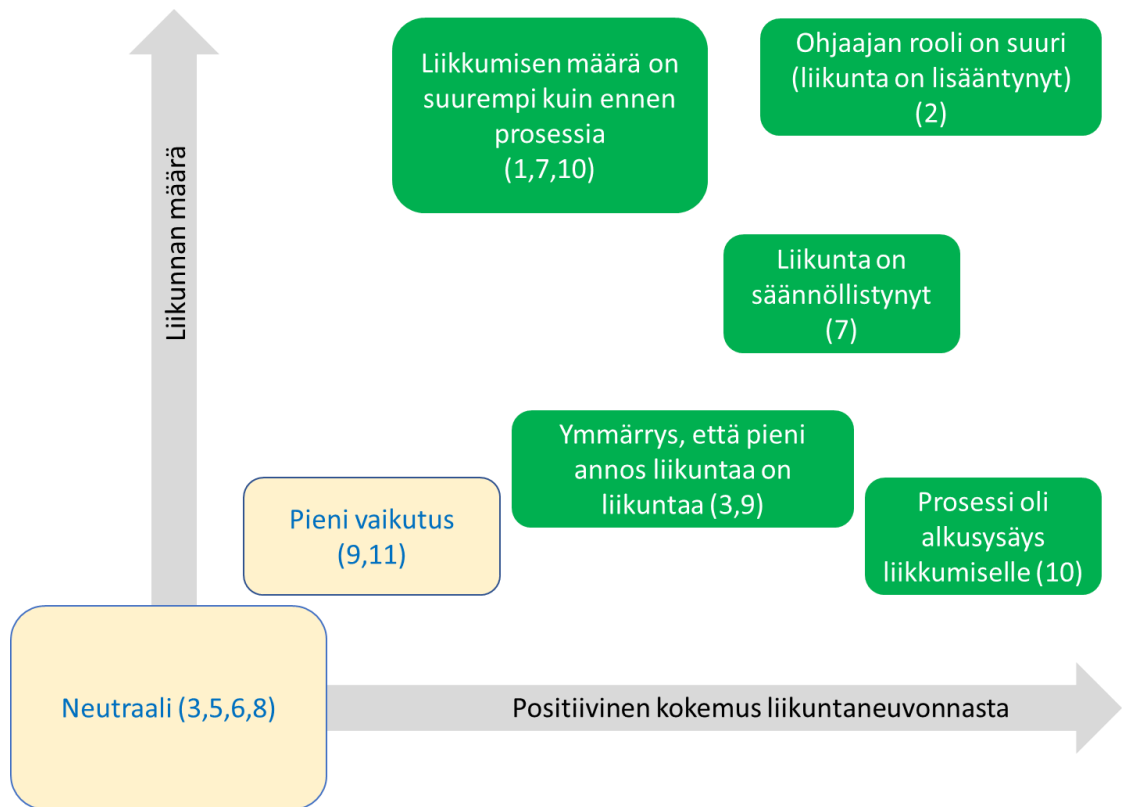 Liikunnan määrä
Liikkumisen määrä on
suurempi kuin ennen
prosessia
(1,7,10)
Ohjaajan rooli on suuri
(liikunta on lisääntynyt)
(2)
Liikunta on
säännöllistynyt
(7)
Ymmärrys, että pieni
annos liikuntaa on
liikuntaa (3,9)
Pieni vaikutus
(9,11)
Prosessi oli
alkusysäys
liikkumiselle (10)
Neutraali (3,5,6,8)
Positiivinen kokemus liikuntaneuvonnasta